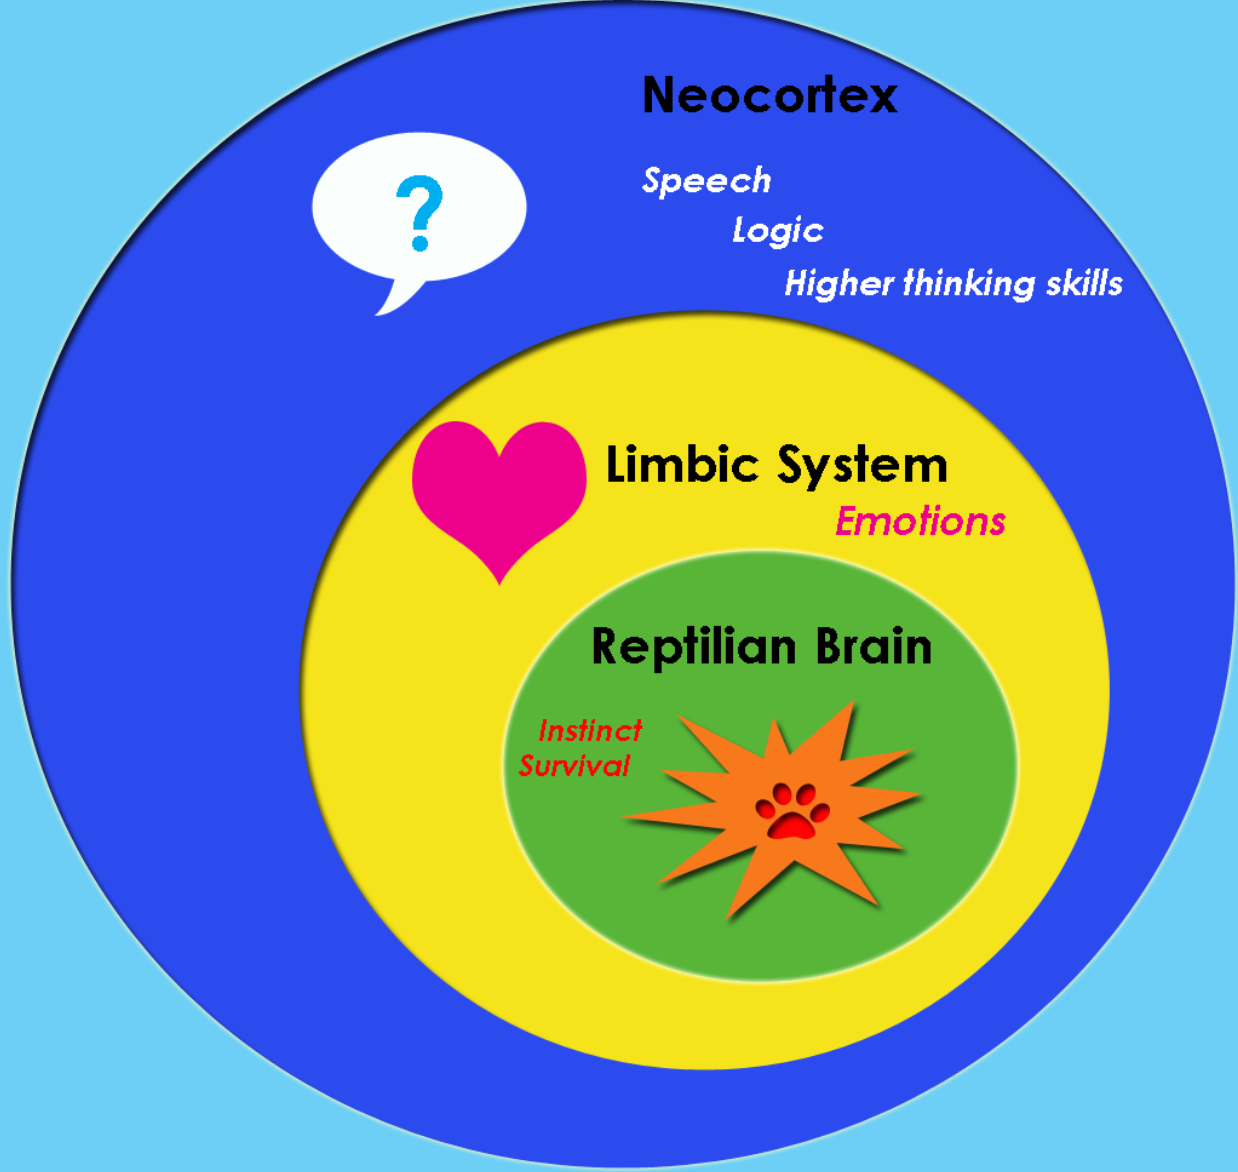 Neocortex
Speech
Logic
Higher thinking skills
?
Limbic System
Emotions
Reptilian Brain
Instinct
Survival